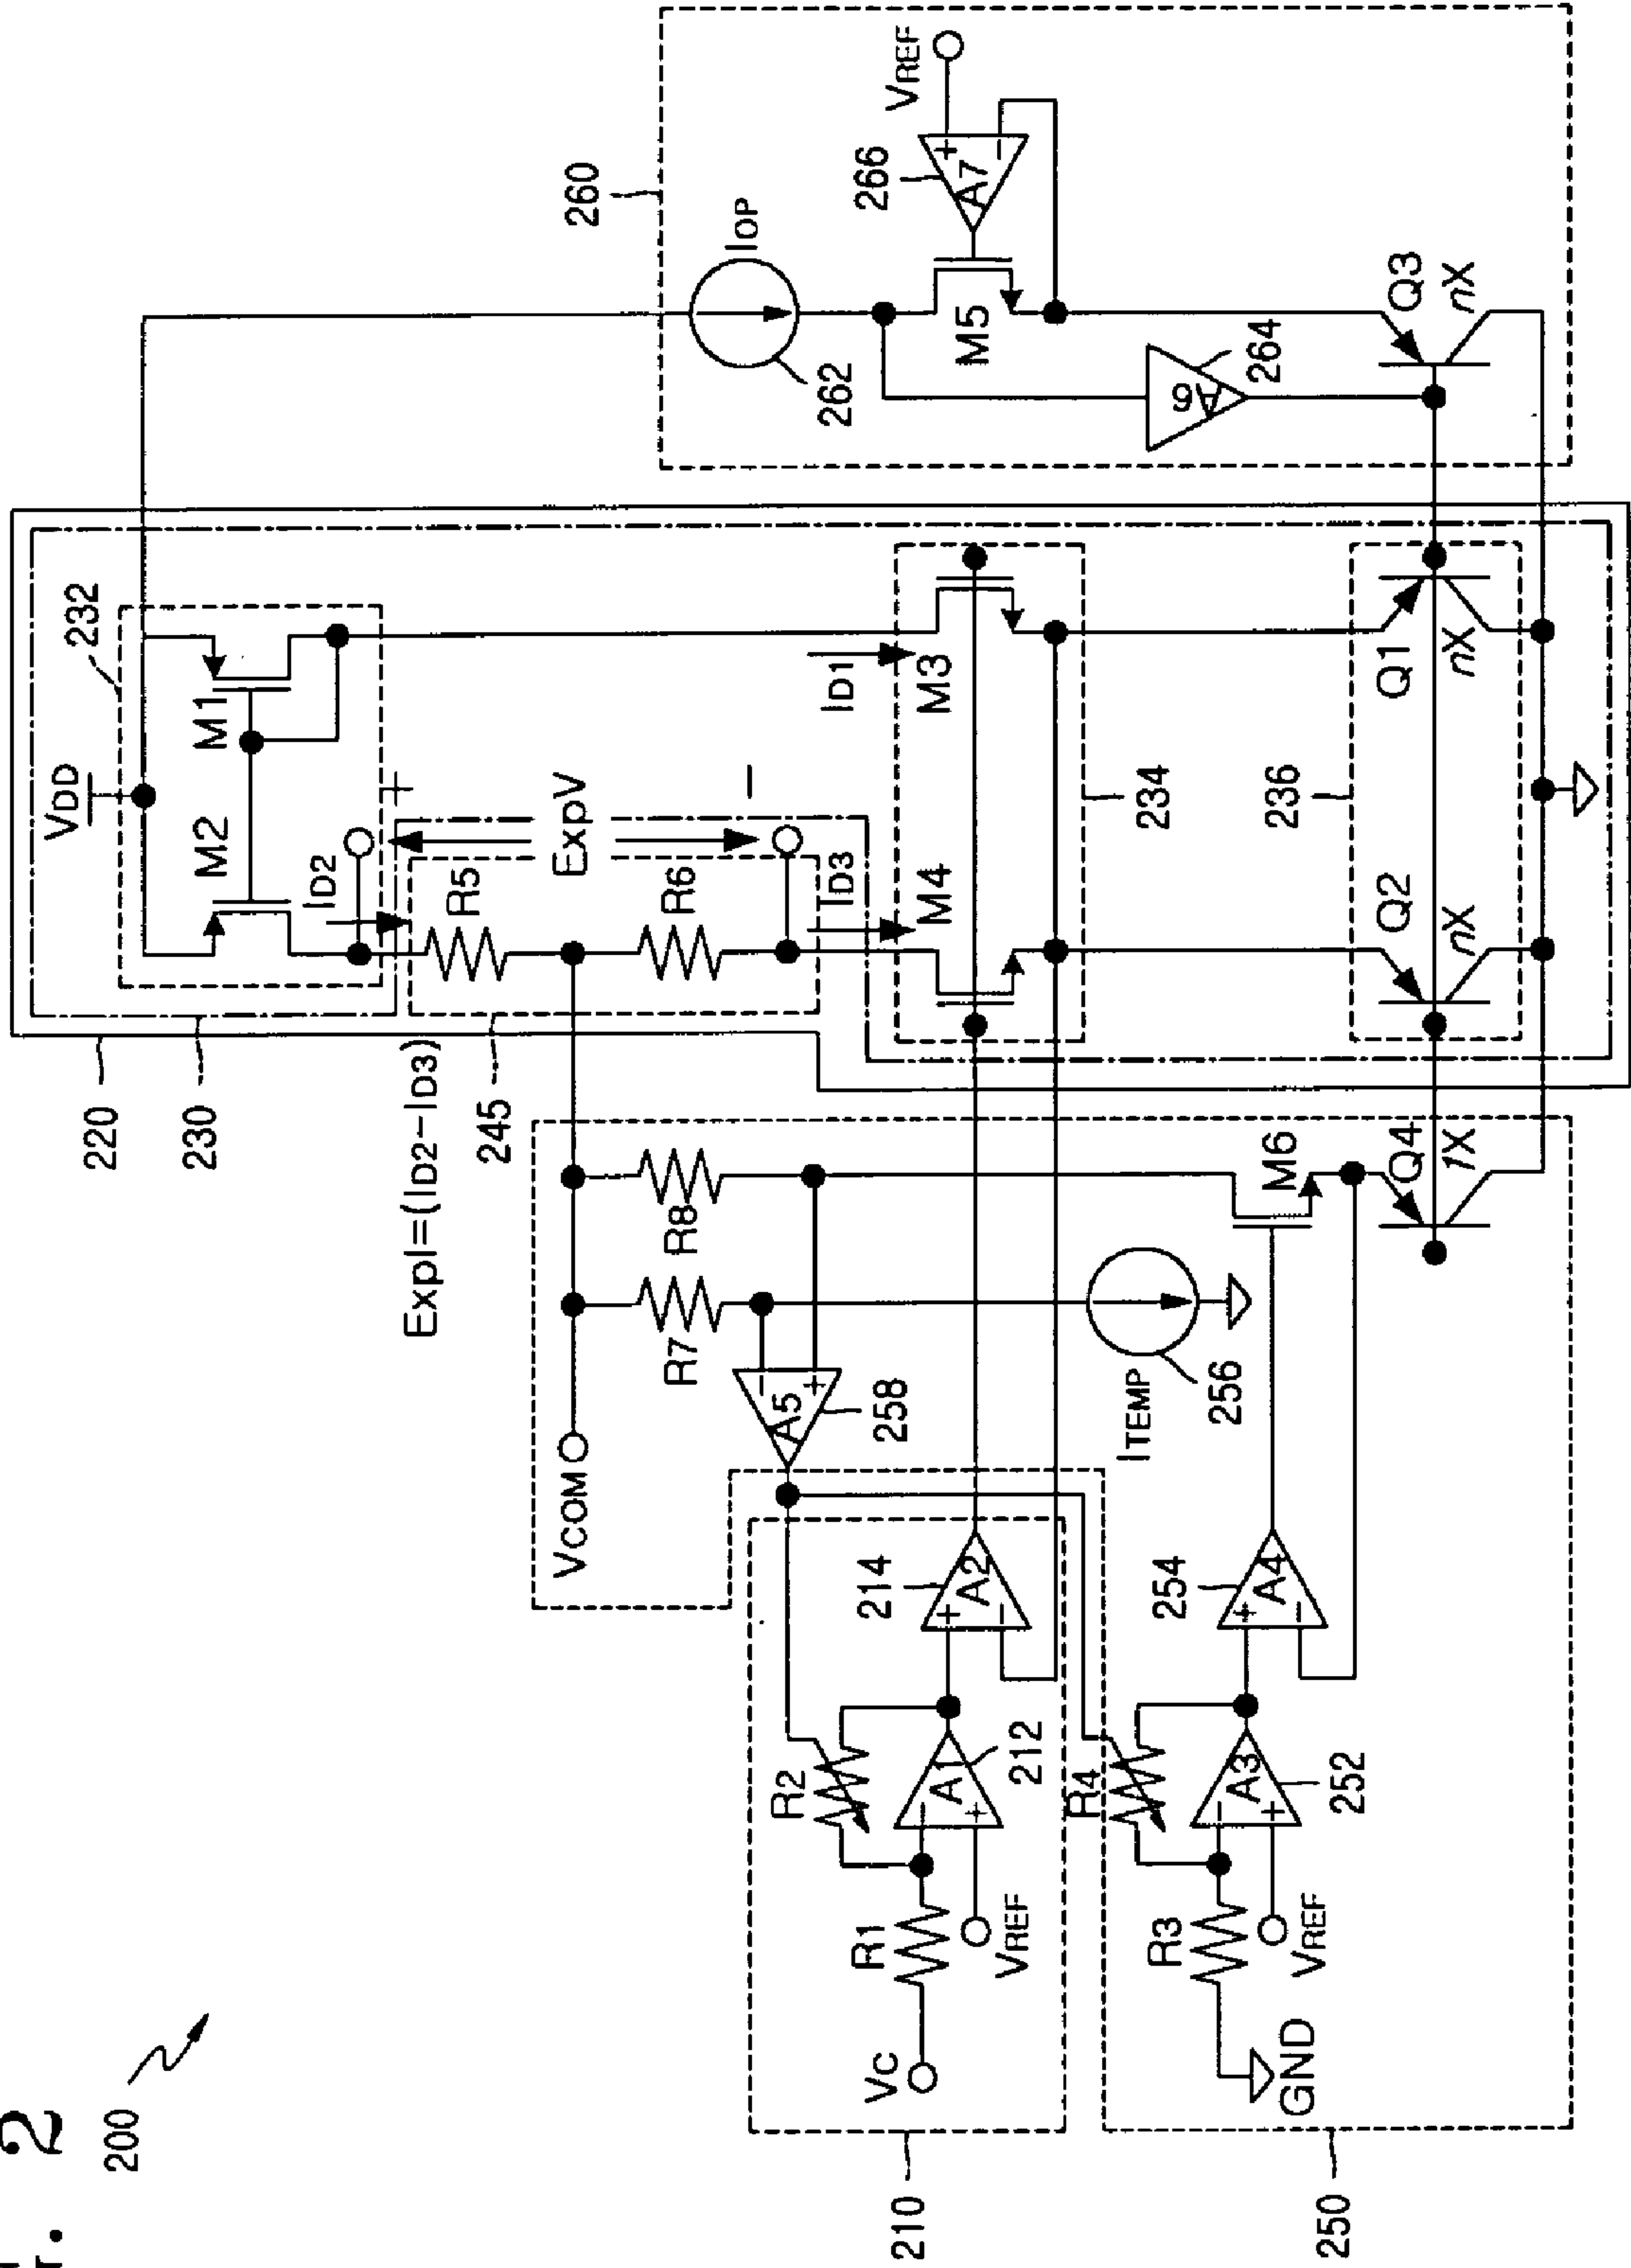 2
200
220
230
232
VDD
M2
M1
ID2
+
ExpI=(ID2-ID3)
245
R5
R6
ExpV
−
ID3
ID1
M4
M3
234
Q2
nX
Q1
nX
236
260
IOP
262
VREF
266
A7
+
−
M5
A6
264
Q3
nX
VCOM
R7
R8
A5
−
+
258
ITEMP
256
M6
Q4
1X
210
VC
R1
R2
VREF
A1
−
+
212
A2
+
−
214
250
GND
R3
R4
VREF
A3
−
+
252
A4
+
−
254